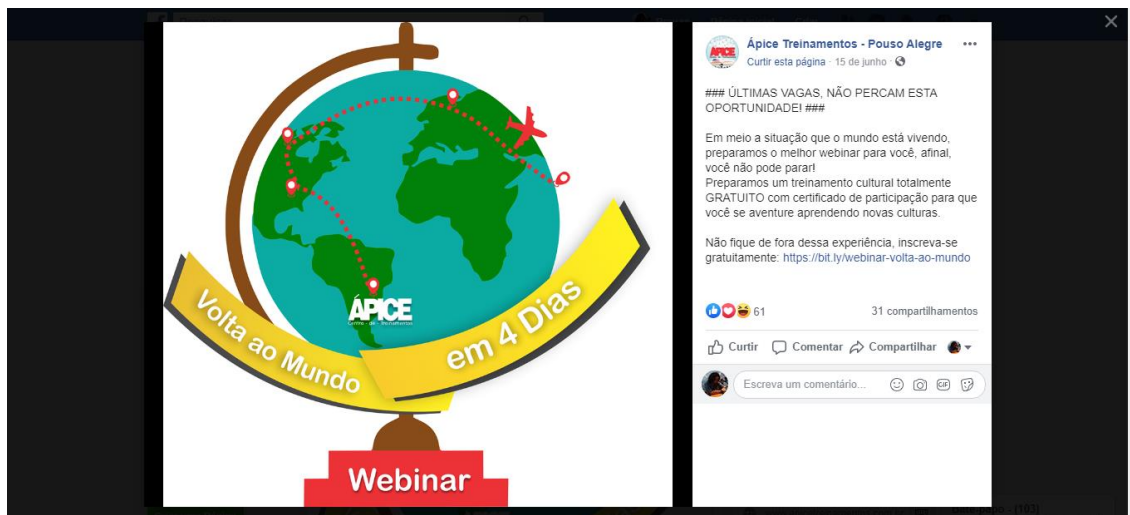 ÁPICE
Centro - de - treinamentos
Volta ao Mundo
em 4 Dias
Webinar
Ápice Treinamentos - Pouso Alegre
Curtir esta página · 15 de junho ·
### ÚLTIMAS VAGAS, NÃO PERCAM ESTA
OPORTUNIDADE! ###
Em meio a situação que o mundo está vivendo,
preparamos o melhor webinar para você, afinal,
você não pode parar!
Preparamos um treinamento cultural totalmente
GRATUITO com certificado de participação para que
você se aventure aprendendo novas culturas.
Não fique de fora dessa experiência, inscreva-se
gratuitamente: https://bit.ly/webinar-volta-ao-mundo
61 31 compartilhamentos
Curtir Comentar Compartilhar
Escreva um comentário... GIF